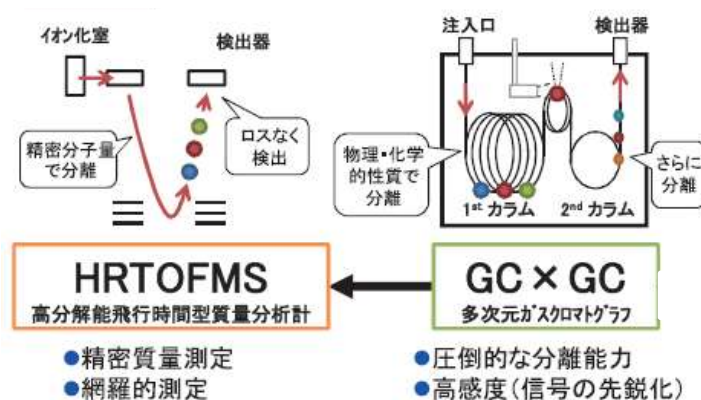 イオン化室
検出器
精密分子量
で分離
ロスなく
検出
注入口
検出器
物理・化学
的性質で
分離
1st カラム
2nd カラム
さらに
分離
HRTOFMS
高分解能飛行時間型質量分析計
GC×GC
多次元ガスクロマトグラフ
●精密質量測定
●網羅的測定
●圧倒的な分離能力
●高感度(信号の先鋭化)